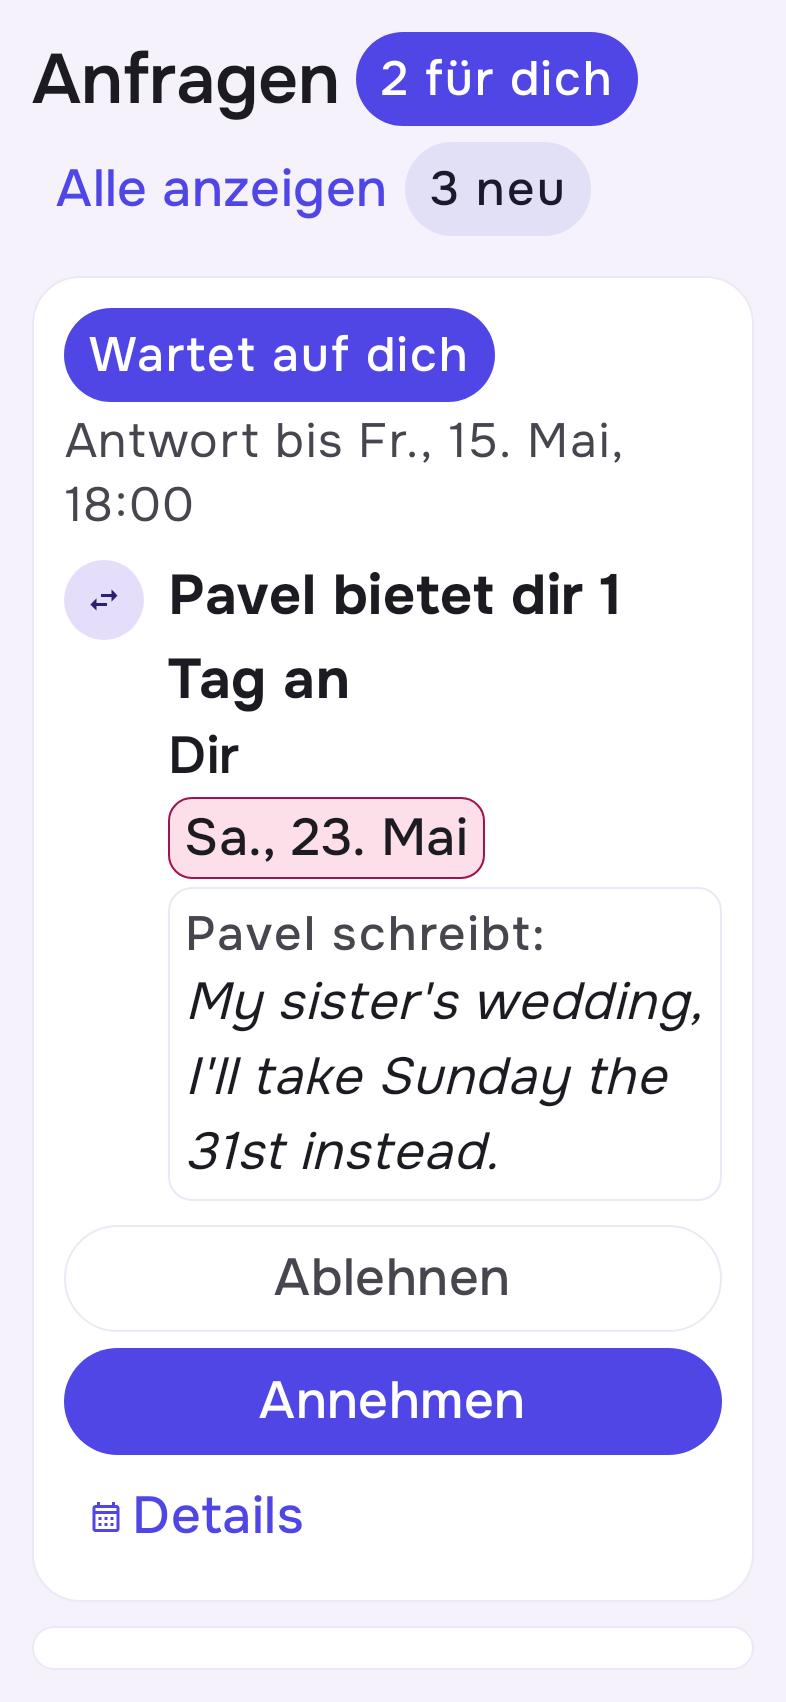 Anfragen
2 für dich
Alle anzeigen
3 neu
Wartet auf dich
Antwort bis Fr., 15. Mai,
18:00
Pavel bietet dir 1
Tag an
Dir
Sa., 23. Mai
Pavel schreibt:
My sister's wedding,
I'll take Sunday the
31st instead.
Ablehnen
Annehmen
Details